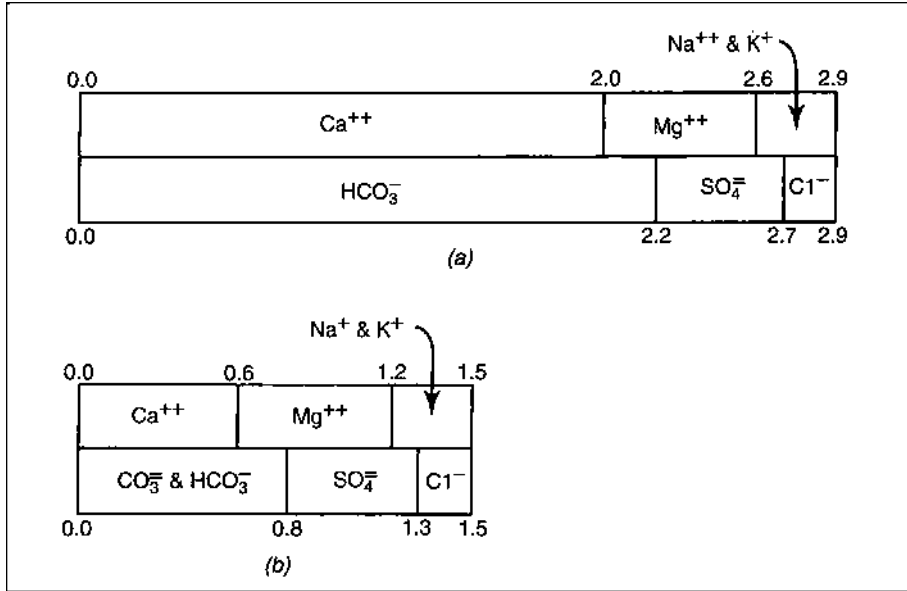 Na++ & K+
0.0 2.0 2.6 2.9
Ca++ Mg++
HCO3− SO4= C1−
0.0 2.2 2.7 2.9
(a)
Na+ & K+
0.0 0.6 1.2 1.5
Ca++ Mg++
CO3= & HCO3− SO4= C1−
0.0 0.8 1.3 1.5
(b)